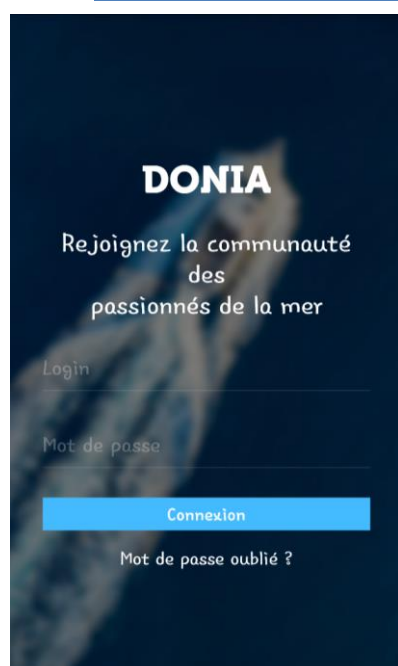 DONIA
Rejoignez la communauté
des
passionnés de la mer
Login
Mot de passe
Connexion
Mot de passe oublié ?